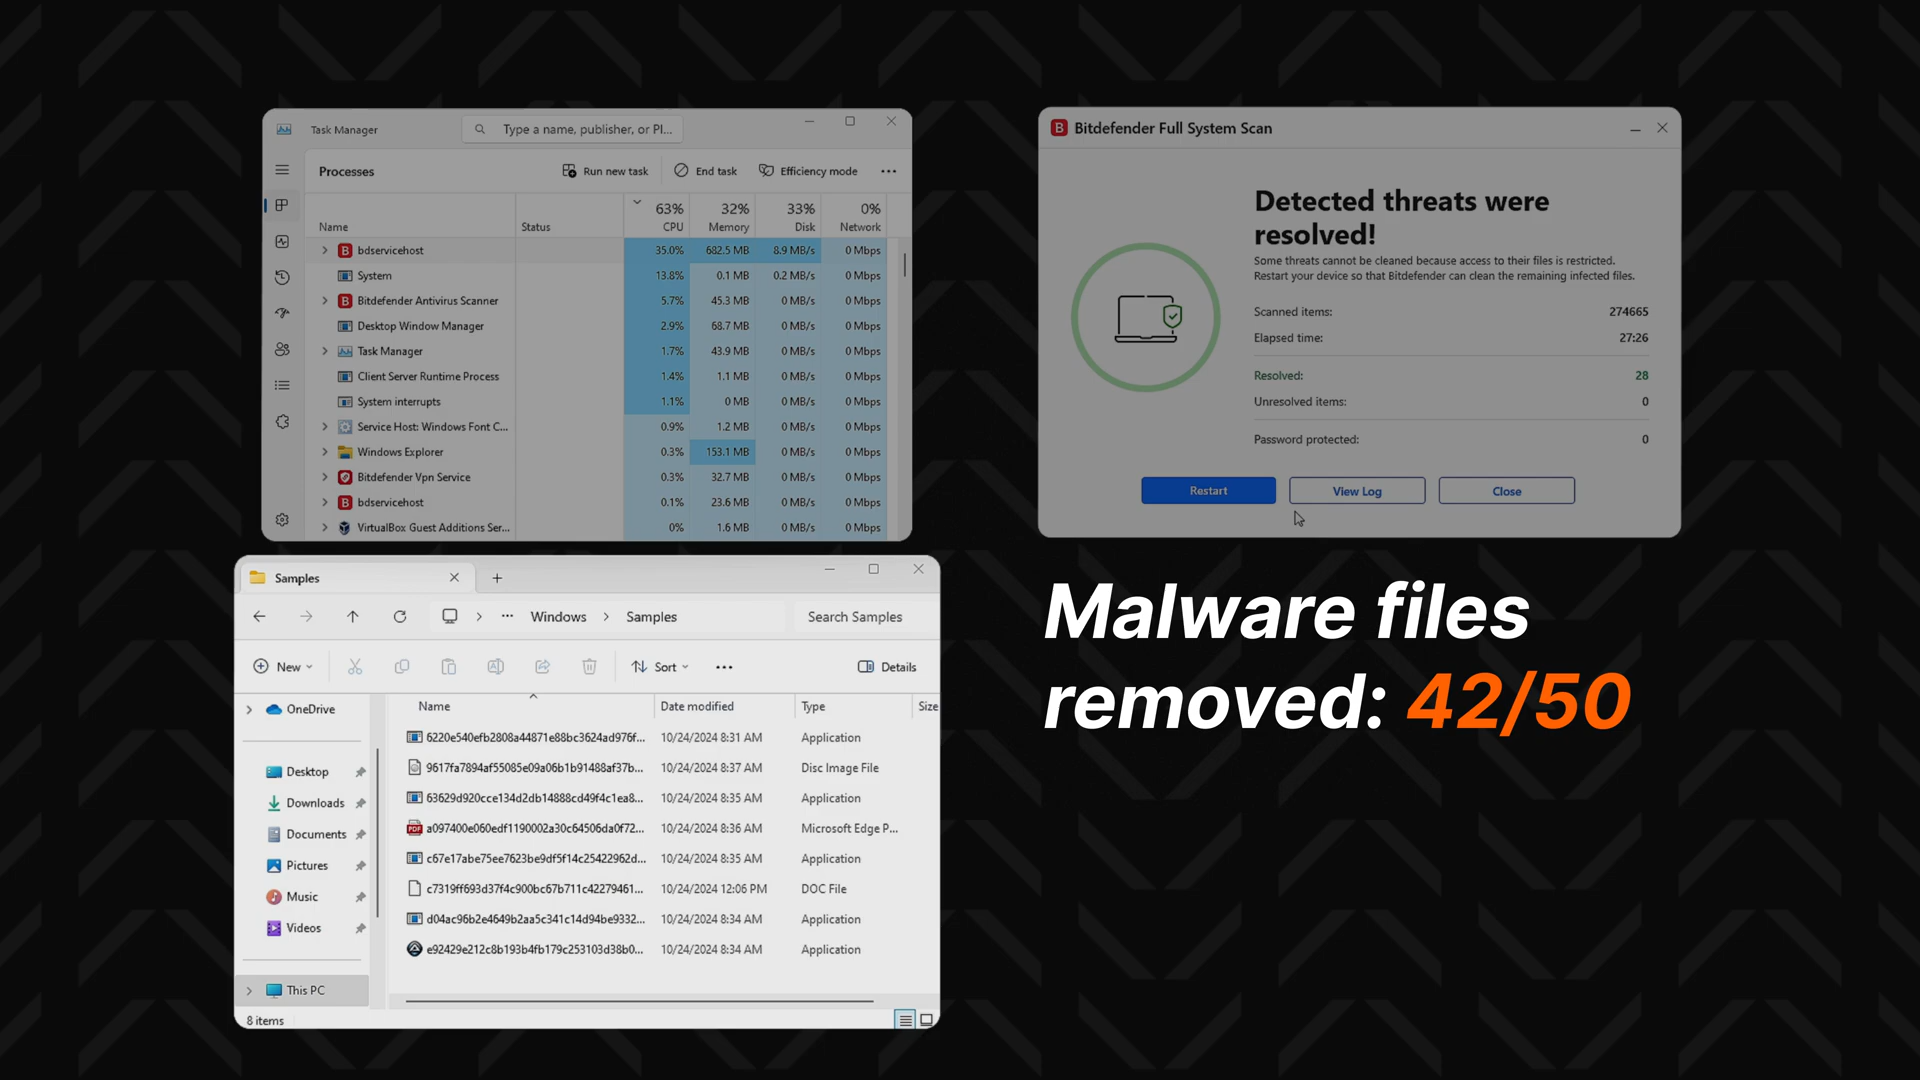 Task Manager
Type a name, publisher, or Pl...
Processes
Run new task
End task
Efficiency mode
63% 32% 33% 0%
Name Status CPU Memory Disk Network
bdservicehost 35.0% 682.5 MB 8.9 MB/s 0 Mbps
System 13.8% 0.1 MB 0.2 MB/s 0 Mbps
Bitdefender Antivirus Scanner 5.7% 45.3 MB 0 MB/s 0 Mbps
Desktop Window Manager 2.9% 68.7 MB 0 MB/s 0 Mbps
Task Manager 1.7% 43.9 MB 0 MB/s 0 Mbps
Client Server Runtime Process 1.4% 1.1 MB 0 MB/s 0 Mbps
System interrupts 1.1% 0 MB 0 MB/s 0 Mbps
Service Host: Windows Font C... 0.9% 1.2 MB 0 MB/s 0 Mbps
Windows Explorer 0.3% 153.1 MB 0 MB/s 0 Mbps
Bitdefender Vpn Service 0.3% 32.7 MB 0 MB/s 0 Mbps
bdservicehost 0.1% 23.6 MB 0 MB/s 0 Mbps
VirtualBox Guest Additions Ser... 0% 1.6 MB 0 MB/s 0 Mbps
B Bitdefender Full System Scan
Detected threats were
resolved!
Some threats cannot be cleaned because access to their files is restricted.
Restart your device so that Bitdefender can clean the remaining infected files.
Scanned items: 274665
Elapsed time: 27:26
Resolved: 28
Unresolved items: 0
Password protected: 0
Restart
View Log
Close
Samples
Windows > Samples
Search Samples
New
Sort
Details
OneDrive
Desktop
Downloads
Documents
Pictures
Music
Videos
This PC
Name Date modified Type Size
6220e540efb2808a44871e88bc3624ad976f... 10/24/2024 8:31 AM Application
9617fa7894af55085e09a06b1b91488af37b... 10/24/2024 8:37 AM Disc Image File
63629d920cce134d2db14888cd49f4c1ea8... 10/24/2024 8:35 AM Application
a097400e060edf1190002a30c64506da0f72... 10/24/2024 8:36 AM Microsoft Edge P...
c67e17abe75ee7623be9df5f14c25422962d... 10/24/2024 8:35 AM Application
c7319ff693d37f4c900bc67b711c42279461... 10/24/2024 12:06 PM DOC File
d04ac96b2e4649b2aa5c341c14d94be9332... 10/24/2024 8:34 AM Application
e92429e212c8b193b4fb179c253103d38b0... 10/24/2024 8:34 AM Application
8 items
Malware files
removed: 42/50